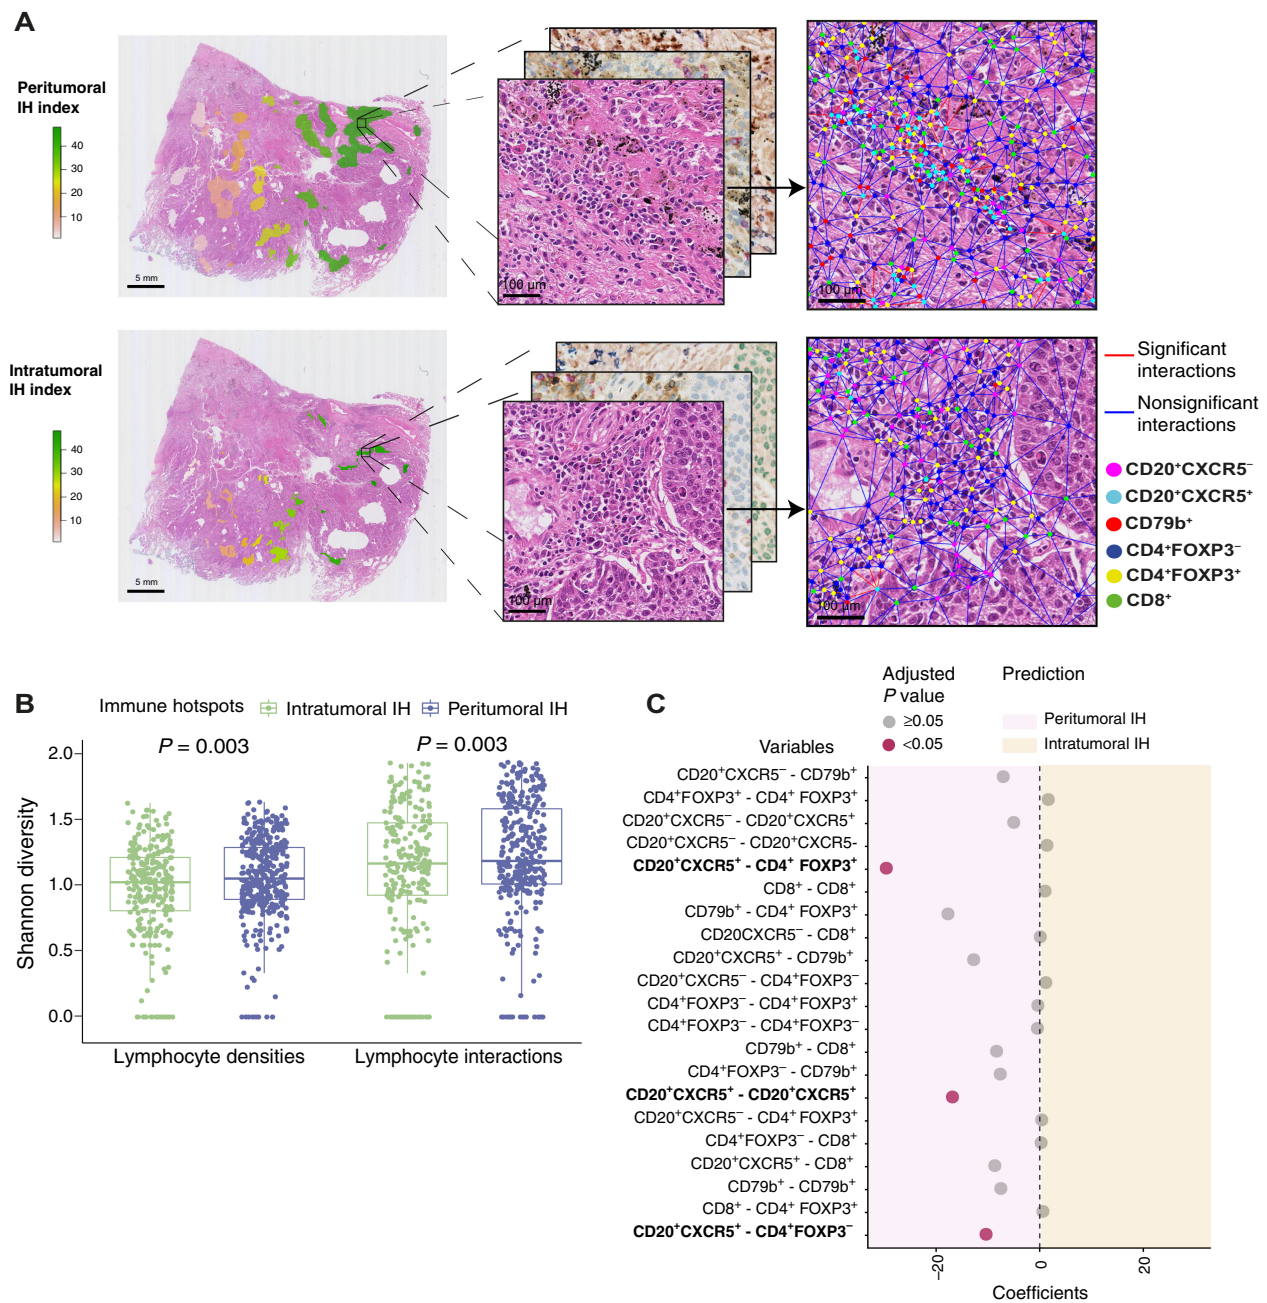 A
Peritumoral
IH index
40
30
20
10
5 mm
100 µm
100 µm
Intratumoral
IH index
40
30
20
10
5 mm
100 µm
100 µm
Significant
interactions
Nonsignificant
interactions
CD20⁺CXCR5⁻
CD20⁺CXCR5⁺
CD79b⁺
CD4⁺FOXP3⁻
CD4⁺FOXP3⁺
CD8⁺
B
Immune hotspots Intratumoral IH Peritumoral IH
P = 0.003 P = 0.003
Shannon diversity
2.0
1.5
1.0
0.5
0.0
Lymphocyte densities Lymphocyte interactions
C
Adjusted
P value
≥0.05
<0.05
Prediction
Peritumoral IH
Intratumoral IH
Variables
CD20⁺CXCR5⁻ - CD79b⁺
CD4⁺FOXP3⁺ - CD4⁺ FOXP3⁺
CD20⁺CXCR5⁻ - CD20⁺CXCR5⁺
CD20⁺CXCR5⁻ - CD20⁺CXCR5-
CD20⁺CXCR5⁺ - CD4⁺ FOXP3⁺
CD8⁺ - CD8⁺
CD79b⁺ - CD4⁺ FOXP3⁺
CD20CXCR5⁻ - CD8⁺
CD20⁺CXCR5⁺ - CD79b⁺
CD20⁺CXCR5⁻ - CD4⁺FOXP3⁻
CD4⁺FOXP3⁻ - CD4⁺FOXP3⁺
CD4⁺FOXP3⁻ - CD4⁺FOXP3⁻
CD79b⁺ - CD8⁺
CD4⁺FOXP3⁻ - CD79b⁺
CD20⁺CXCR5⁺ - CD20⁺CXCR5⁺
CD20⁺CXCR5⁻ - CD4⁺ FOXP3⁺
CD4⁺FOXP3⁻ - CD8⁺
CD20⁺CXCR5⁺ - CD8⁺
CD79b⁺ - CD79b⁺
CD8⁺ - CD4⁺ FOXP3⁺
CD20⁺CXCR5⁺ - CD4⁺FOXP3⁻
−20 0 20
Coefficients